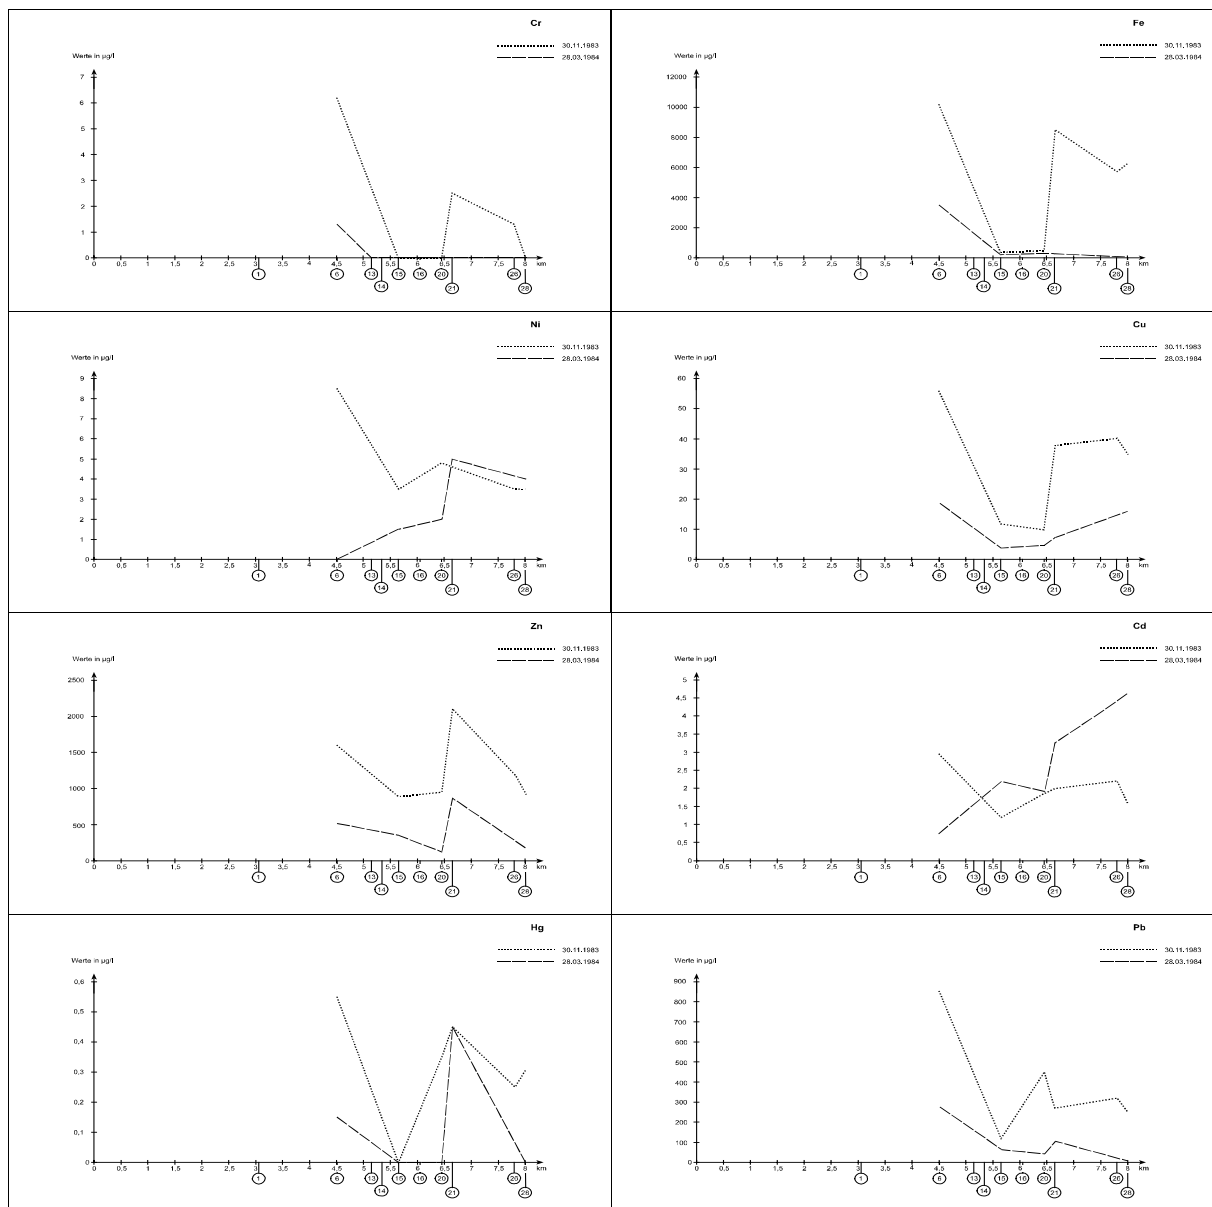 Cr
30.11.1983
Werte in µg/l
28.03.1984
7
6
5
4
3
2
1
0
0 0,5 1 1,5 2 2,5 3 3,5 4 4,5 5 5,5 6 6,5 7 7,5 8 km
1 6 13 15 16 20 26
14 21 28
Fe
30.11.1983
Werte in µg/l
28.03.1984
12000
10000
8000
6000
4000
2000
0
0 0,5 1 1,5 2 2,5 3 3,5 4 4,5 5 5,5 6 6,5 7 7,5 8 km
1 6 13 15 16 20 26
14 21 28
Ni
30.11.1983
Werte in µg/l
28.03.1984
9
8
7
6
5
4
3
2
1
0
0 0,5 1 1,5 2 2,5 3 3,5 4 4,5 5 5,5 6 6,5 7 7,5 8 km
1 6 13 15 16 20 26
14 21 28
Cu
30.11.1983
Werte in µg/l
28.03.1984
60
50
40
30
20
10
0
0 0,5 1 1,5 2 2,5 3 3,5 4 4,5 5 5,5 6 6,5 7 7,5 8 km
1 6 13 15 16 20 26
14 21 28
Zn
30.11.1983
Werte in µg/l
28.03.1984
2500
2000
1500
1000
500
0
0 0,5 1 1,5 2 2,5 3 3,5 4 4,5 5 5,5 6 6,5 7 7,5 8 km
1 6 13 15 16 20 26
14 21 28
Cd
30.11.1983
Werte in µg/l
28.03.1984
5
4,5
4
3,5
3
2,5
2
1,5
1
0,5
0
0 0,5 1 1,5 2 2,5 3 3,5 4 4,5 5 5,5 6 6,5 7 7,5 8 km
1 6 13 15 16 20 26
14 21 28
Hg
30.11.1983
Werte in µg/l
28.03.1984
0,6
0,5
0,4
0,3
0,2
0,1
0
0 0,5 1 1,5 2 2,5 3 3,5 4 4,5 5 5,5 6 6,5 7 7,5 8 km
1 6 13 15 16 20 26
14 21 28
Pb
30.11.1983
Werte in µg/l
28.03.1984
900
800
700
600
500
400
300
200
100
0
0 0,5 1 1,5 2 2,5 3 3,5 4 4,5 5 5,5 6 6,5 7 7,5 8 km
1 6 13 15 16 20 26
14 21 28